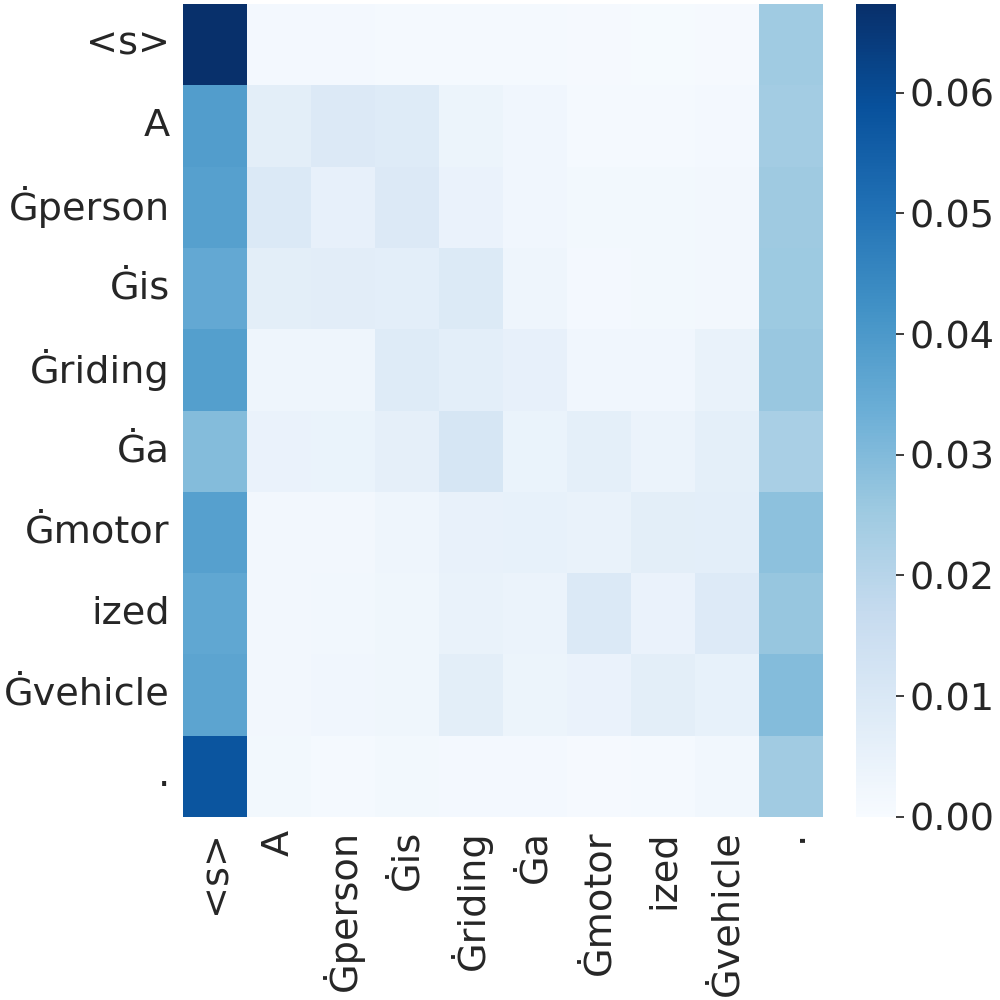 <s>
A
Ġperson
Ġis
Ġriding
Ġa
Ġmotor
ized
Ġvehicle
.
<s>
A
Ġperson
Ġis
Ġriding
Ġa
Ġmotor
ized
Ġvehicle
.
0.06
0.05
0.04
0.03
0.02
0.01
0.00